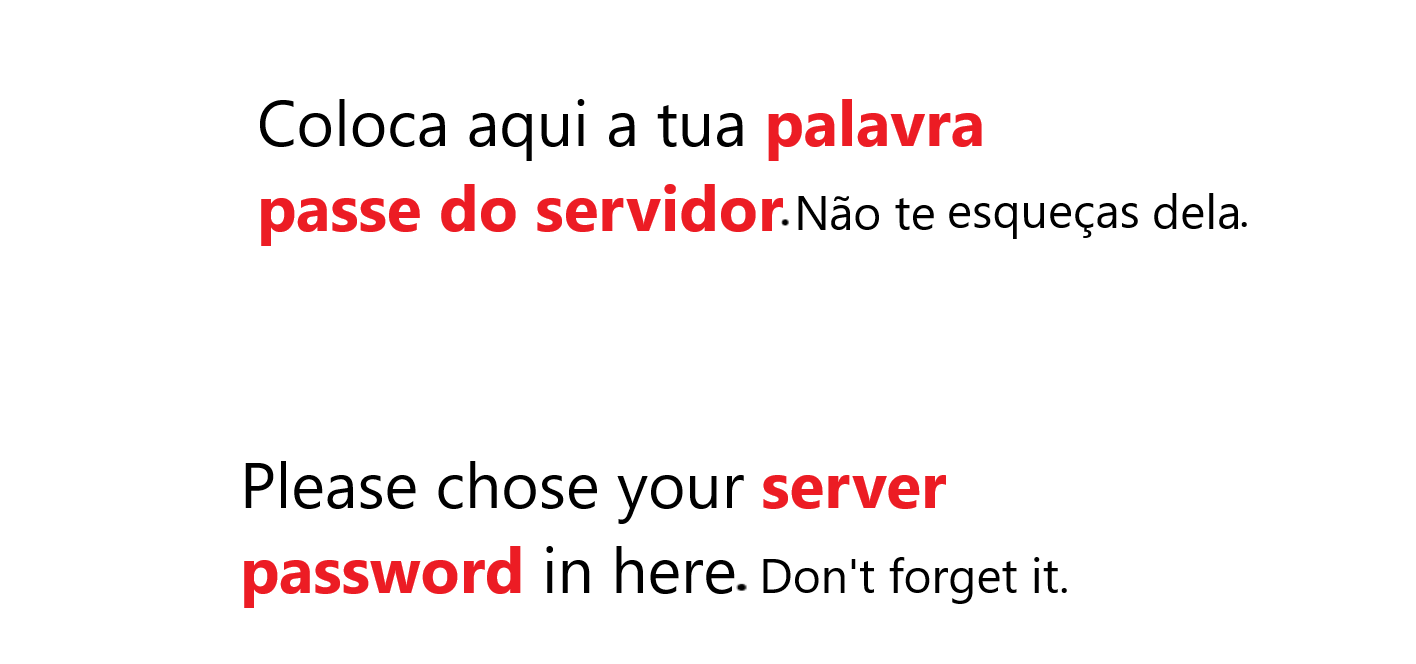 Coloca aqui a tua palavra
passe do servidor. Não te esqueças dela.
Please chose your server
password in here. Don't forget it.